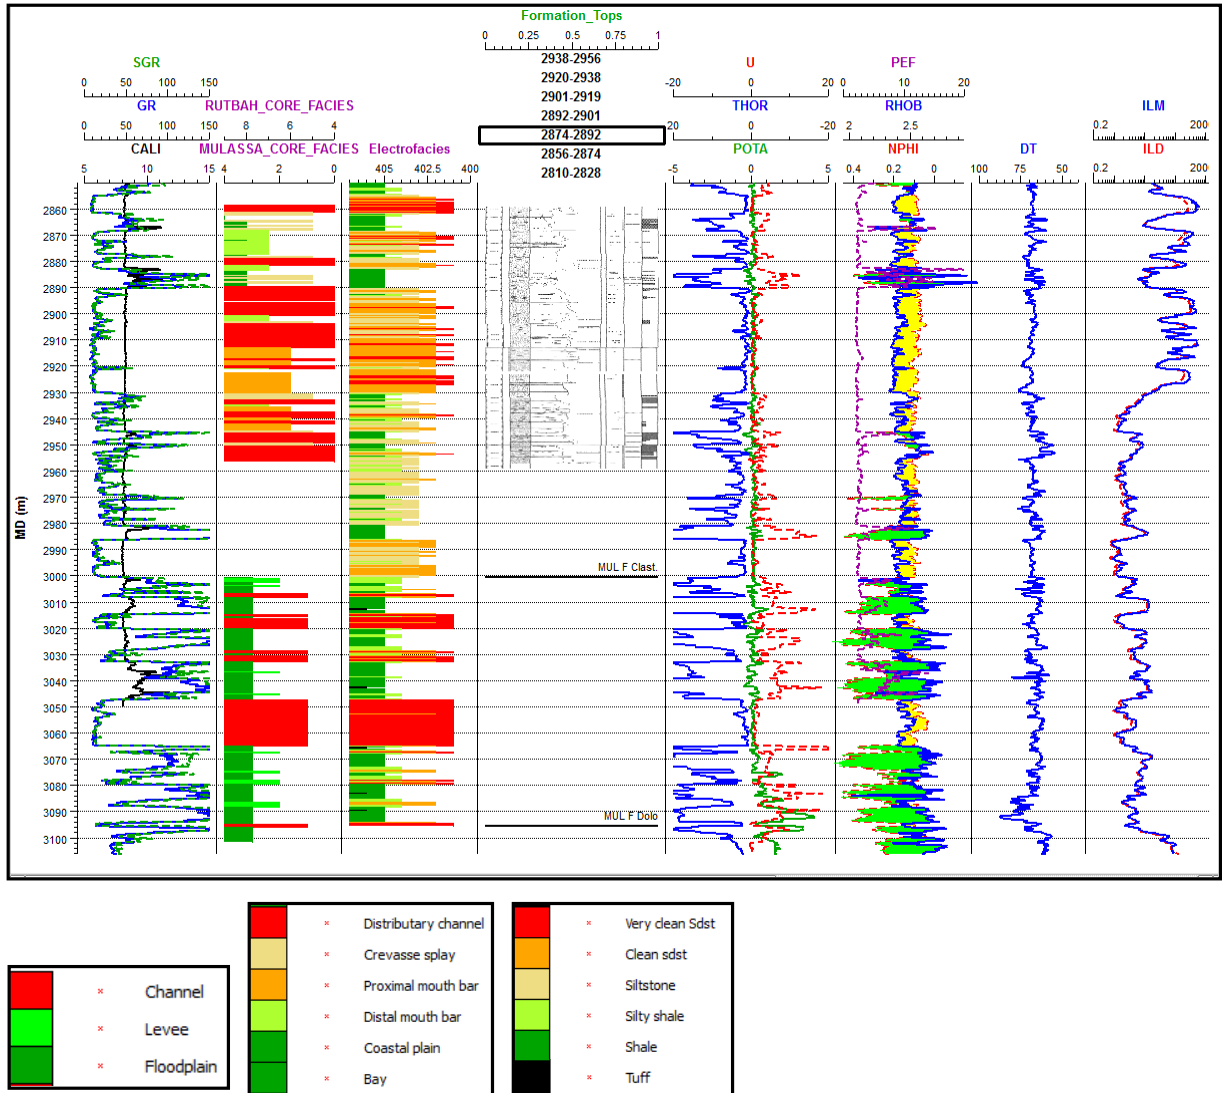 Formation_Tops
0 0.25 0.5 0.75 1
2938-2956
SGR U PEF
2920-2938
0 50 100 150 -20 0 20 0 10 20
2901-2919
GR RUTBAH_CORE_FACIES THOR RHOB ILM
2892-2901
0 50 100 150 8 6 4 20 0 -20 2 2.5 0.2 200
2874-2892
CALI MULASSA_CORE_FACIES Electrofacies POTA NPHI DT ILD
2856-2874
5 10 15 4 2 0 405 402.5 400 -5 0 5 0.4 0.2 0 100 75 50 0.2 200
2810-2828
MD (m)
2860
2870
2880
2890
2900
2910
2920
2930
2940
2950
2960
2970
2980
2990
MUL F Clast.
3000
3010
3020
3030
3040
3050
3060
3070
3080
MUL F Dolo
3090
3100
Channel
Levee
Floodplain
Distributary channel
Crevasse splay
Proximal mouth bar
Distal mouth bar
Coastal plain
Bay
Very clean Sdst
Clean sdst
Siltstone
Silty shale
Shale
Tuff